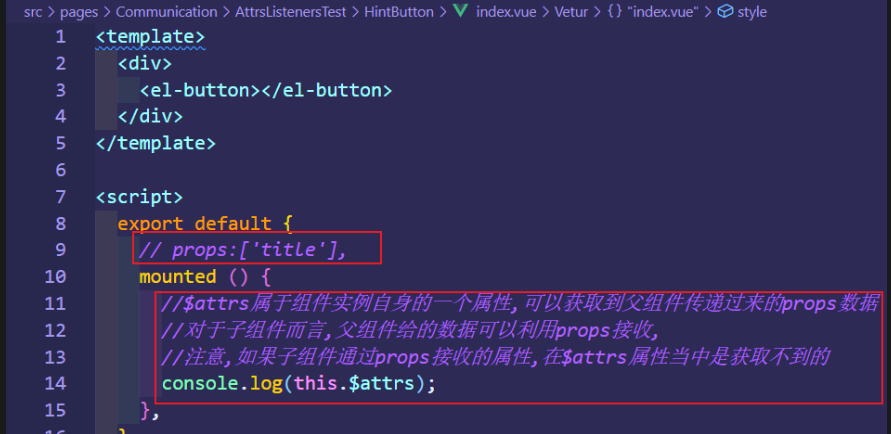 src > pages > Communication > AttrsListenersTest > HintButton > index.vue > Vetur > {} "index.vue" > style
1 <template>
2 <div>
3 <el-button></el-button>
4 </div>
5 </template>
6
7 <script>
8 export default {
9 // props:['title'],
10 mounted () {
11 //$attrs属于组件实例自身的一个属性,可以获取到父组件传递过来的props数据
12 //对于子组件而言,父组件给的数据可以利用props接收,
13 //注意,如果子组件通过props接收的属性,在$attrs属性当中是获取不到的
14 console.log(this.$attrs);
15 },
16 }